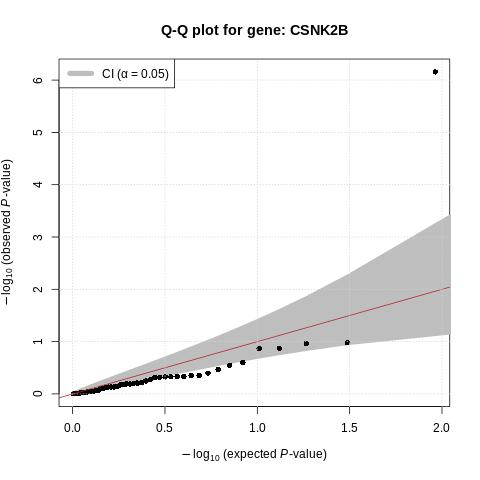 Q-Q plot for gene: CSNK2B
CI (α = 0.05)
6
5
4
3
2
1
0
−log10 (observed P-value)
0.0 0.5 1.0 1.5 2.0
−log10 (expected P-value)